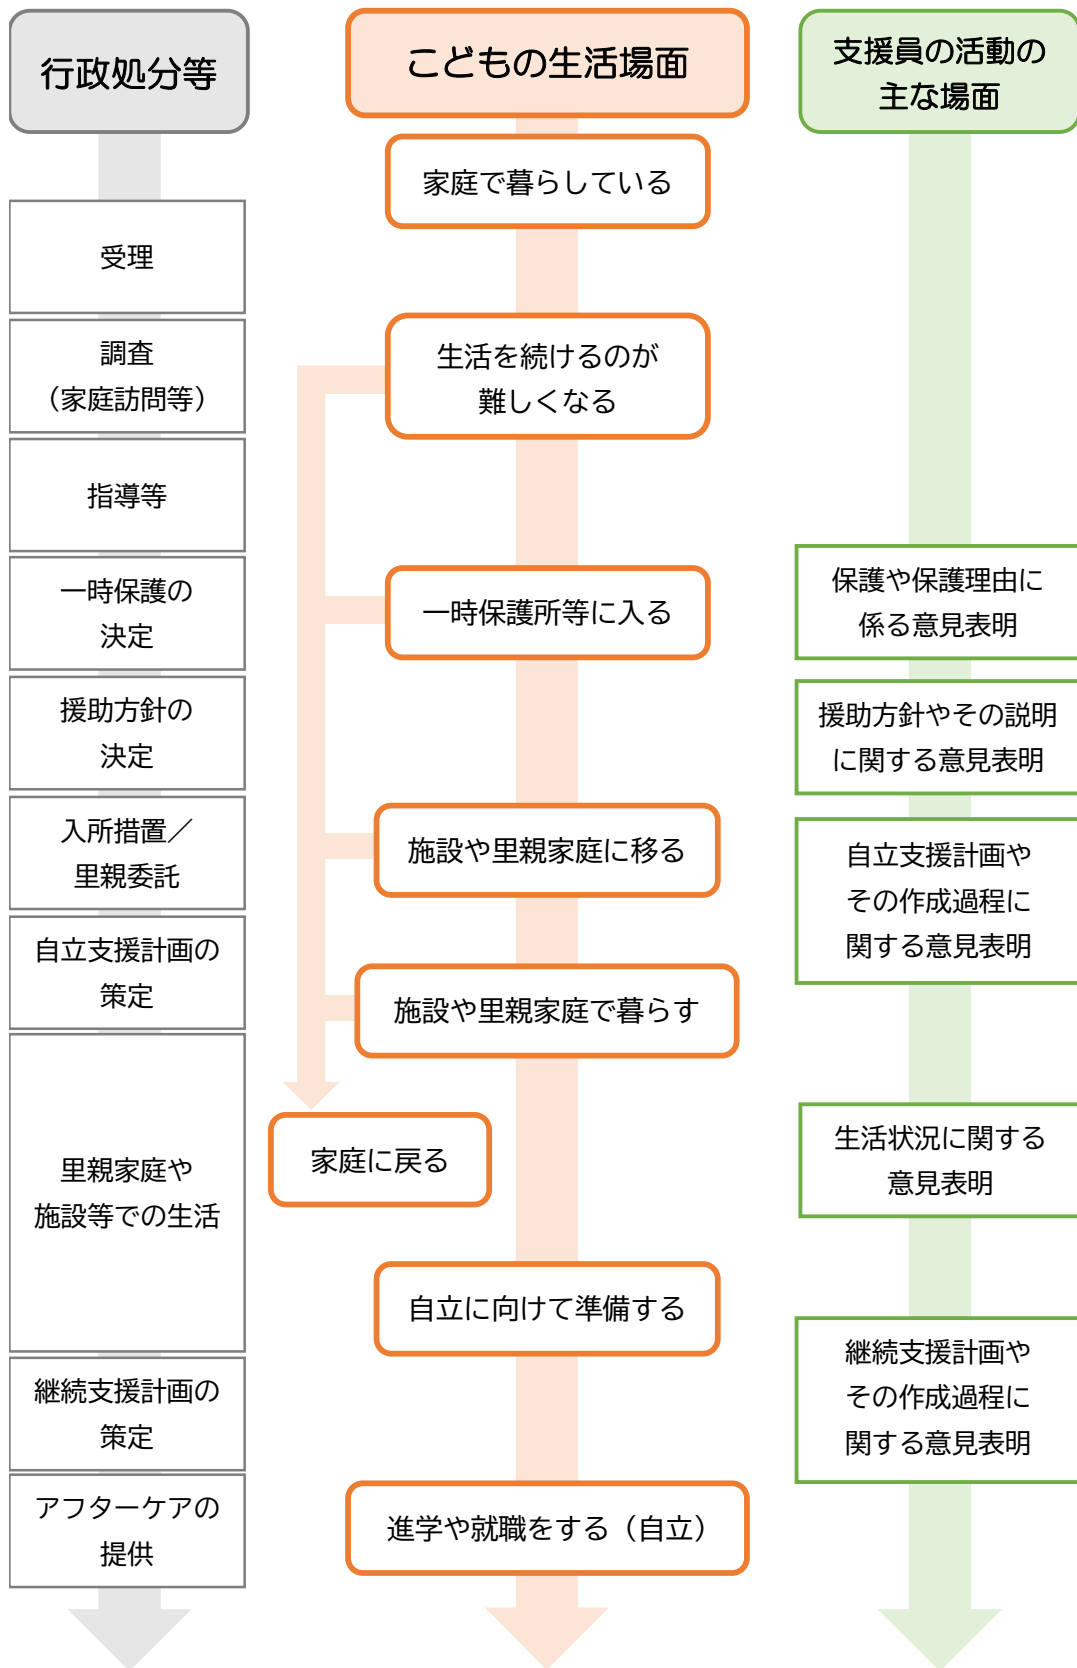 行政処分等
受理
調査
（家庭訪問等）
指導等
一時保護の
決定
援助方針の
決定
入所措置／
里親委託
自立支援計画の
策定
里親家庭や
施設等での生活
継続支援計画の
策定
アフターケアの
提供
こどもの生活場面
家庭で暮らしている
生活を続けるのが
難しくなる
一時保護所等に入る
施設や里親家庭に移る
施設や里親家庭で暮らす
家庭に戻る
自立に向けて準備する
進学や就職をする（自立）
支援員の活動の
主な場面
保護や保護理由に
係る意見表明
援助方針やその説明
に関する意見表明
自立支援計画や
その作成過程に
関する意見表明
生活状況に関する
意見表明
継続支援計画や
その作成過程に
関する意見表明